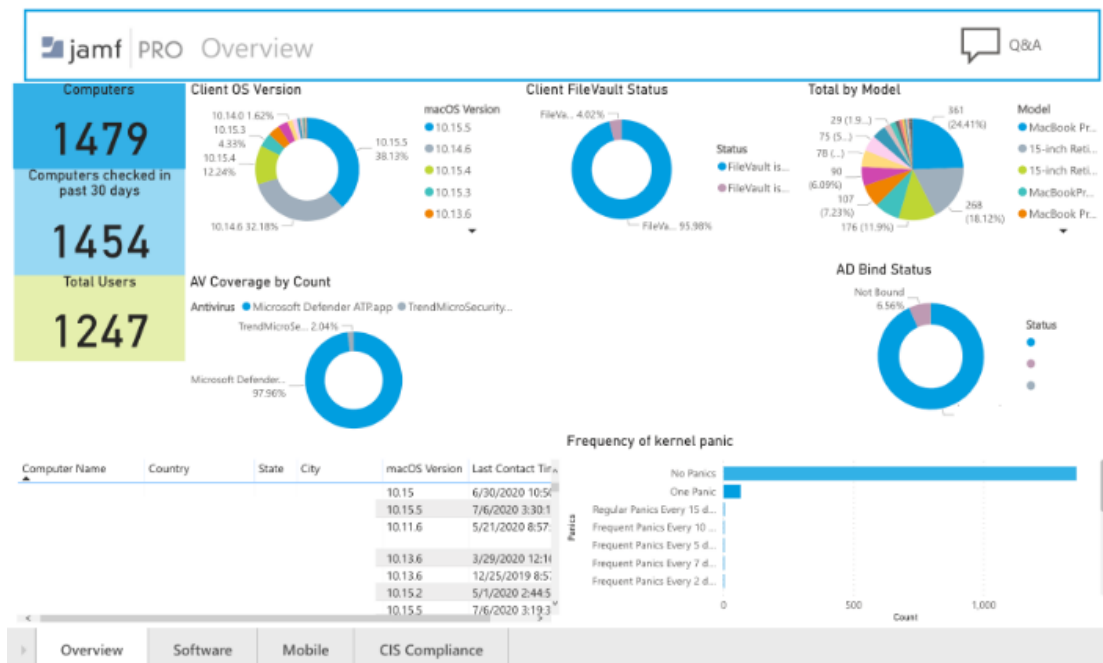 jamf PRO Overview
Q&A
Computers
1479
Computers checked in
past 30 days
1454
Total Users
1247
Client OS Version
10.14.0 1.62%
10.15.3
4.33%
10.15.4
12.24%
10.14.6 32.18%
10.15.5
38.13%
macOS Version
10.15.5
10.14.6
10.15.4
10.15.3
10.13.6
Client FileVault Status
FileVa... 4.02%
FileVa... 95.98%
Status
FileVault is...
FileVault is...
Total by Model
29 (1.9...)
75 (5...)
78 (...)
90
(6.09%)
107
(7.23%)
176 (11.9%)
361
(24.41%)
268
(18.12%)
Model
MacBook Pr...
15-inch Reti...
15-inch Reti...
MacBookPr...
MacBook Pr...
AV Coverage by Count
Antivirus Microsoft Defender ATP.app TrendMicroSecurity...
TrendMicroSe... 2.04%
Microsoft Defender...
97.96%
AD Bind Status
Not Bound
6.56%
Status
Computer Name Country State City macOS Version Last Contact Tim
10.15 6/30/2020 10:50
10.15.5 7/6/2020 3:30:1
10.11.6 5/21/2020 8:57:
10.13.6 3/29/2020 12:16
10.13.6 12/25/2019 8:57
10.15.2 5/1/2020 2:44:5
10.15.5 7/6/2020 3:19:3
Frequency of kernel panic
Panics
No Panics
One Panic
Regular Panics Every 15 d...
Frequent Panics Every 10 ...
Frequent Panics Every 5 d...
Frequent Panics Every 7 d...
Frequent Panics Every 2 d...
0 500 1,000
Count
Overview Software Mobile CIS Compliance